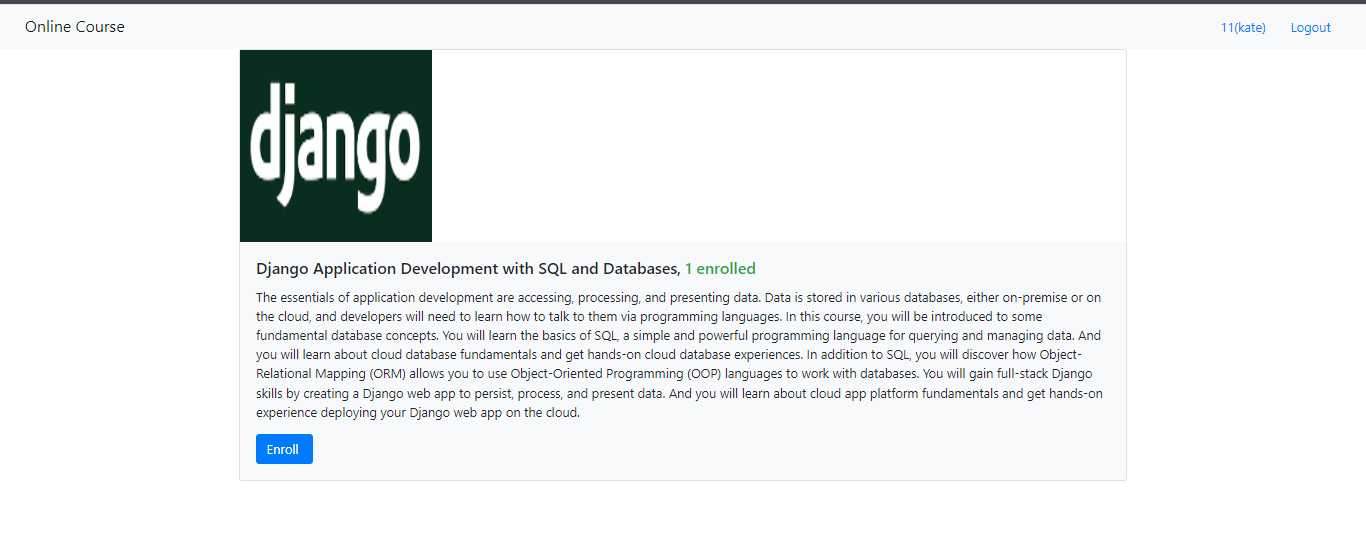 Online Course
11(kate) Logout
django
Django Application Development with SQL and Databases, 1 enrolled
The essentials of application development are accessing, processing, and presenting data. Data is stored in various databases, either on-premise or on
the cloud, and developers will need to learn how to talk to them via programming languages. In this course, you will be introduced to some
fundamental database concepts. You will learn the basics of SQL, a simple and powerful programming language for querying and managing data. And
you will learn about cloud database fundamentals and get hands-on cloud database experiences. In addition to SQL, you will discover how Object-
Relational Mapping (ORM) allows you to use Object-Oriented Programming (OOP) languages to work with databases. You will gain full-stack Django
skills by creating a Django web app to persist, process, and present data. And you will learn about cloud app platform fundamentals and get hands-on
experience deploying your Django web app on the cloud.
Enroll